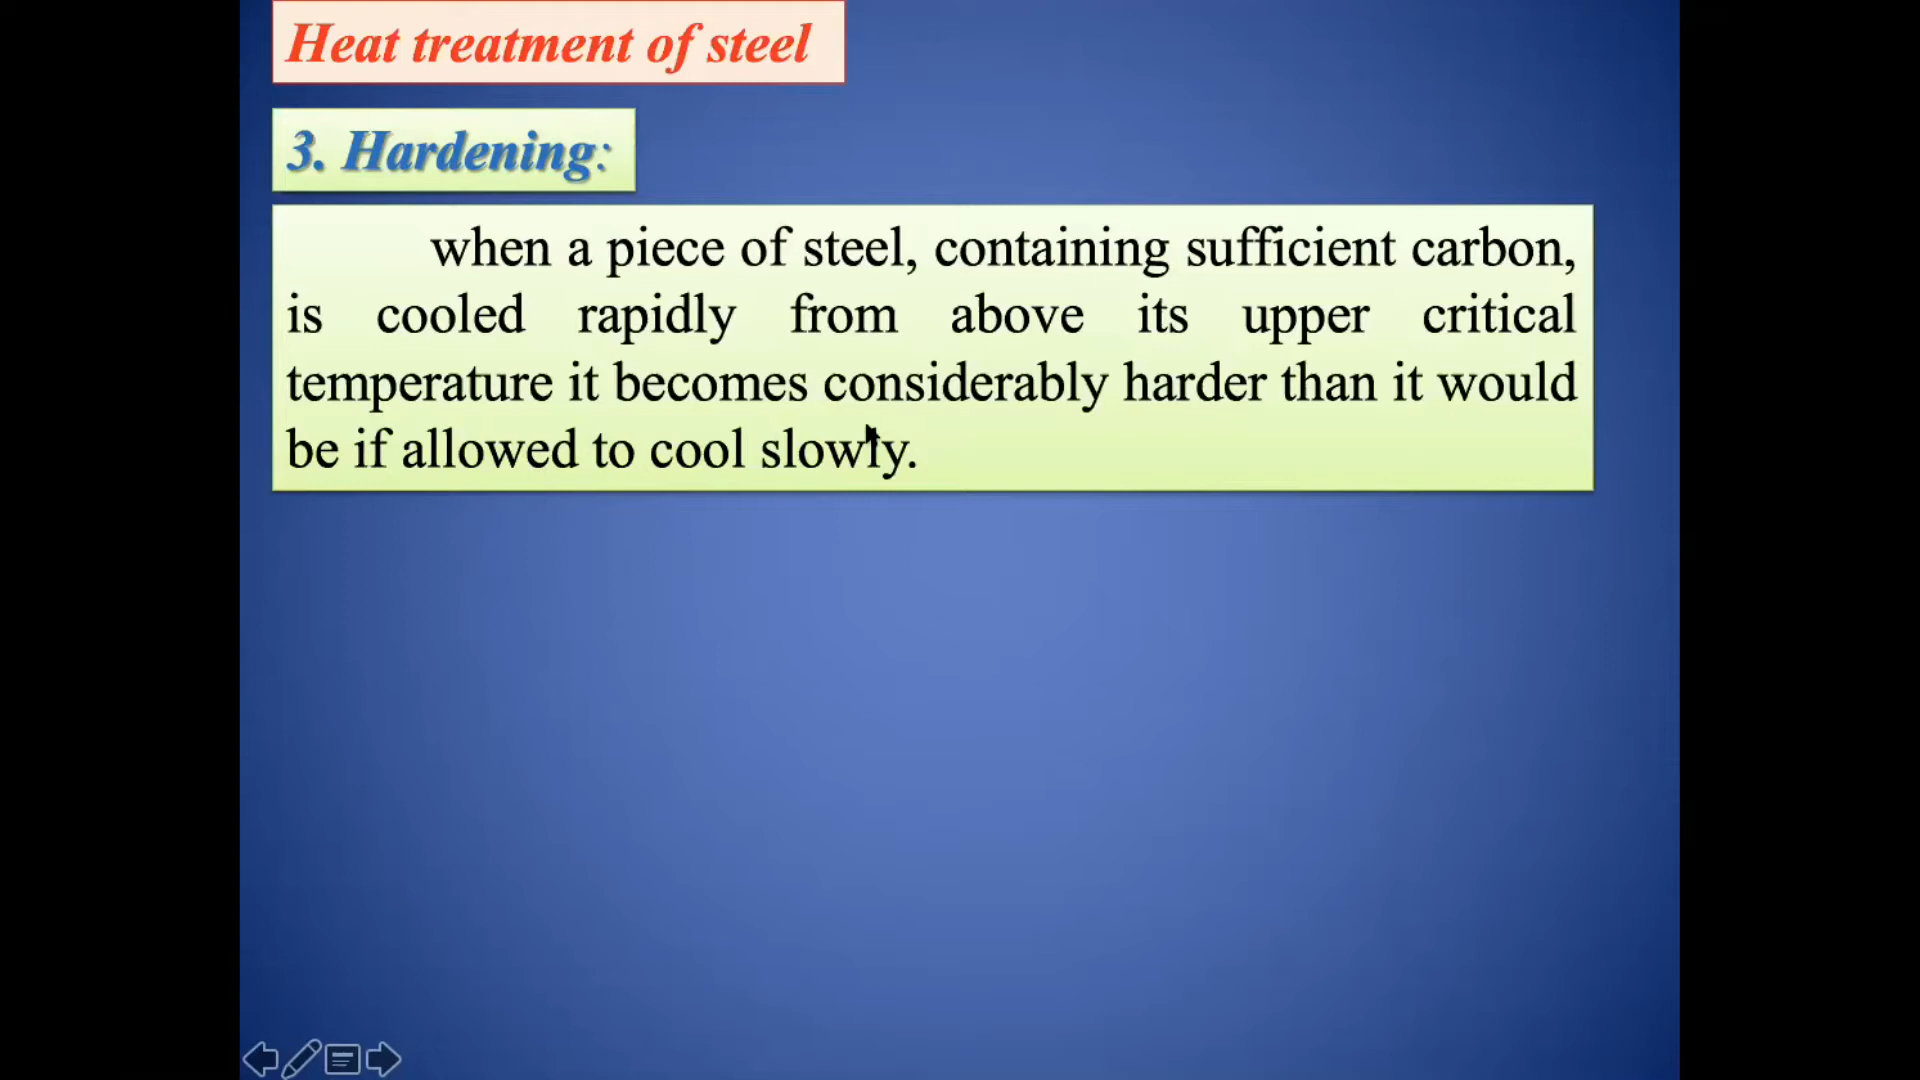 Heat treatment of steel
3. Hardening:
when a piece of steel, containing sufficient carbon,
is cooled rapidly from above its upper critical
temperature it becomes considerably harder than it would
be if allowed to cool slowly.